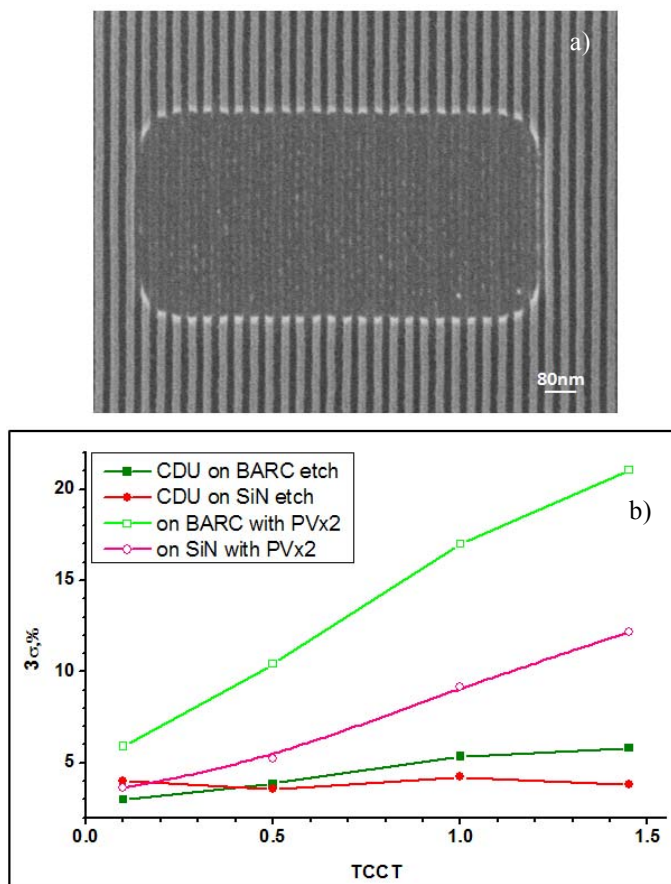 a)
80nm
CDU on BARC etch
CDU on SiN etch
on BARC with PVx2
on SiN with PVx2
b)
20
15
10
5
3σ,%
0.0 0.5 1.0 1.5
TCCT